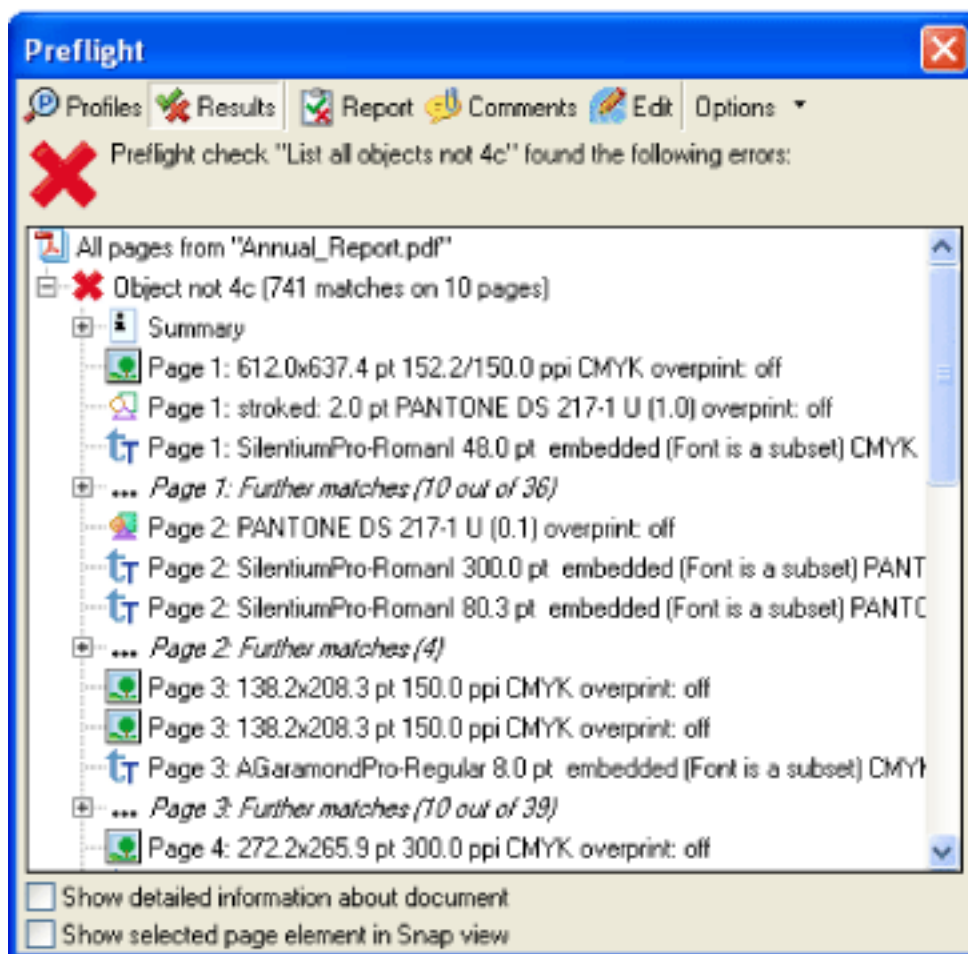 Preflight
Profiles Results Report Comments Edit Options
Preflight check "List all objects not 4c" found the following errors:
All pages from "Annual_Report.pdf"
Object not 4c (741 matches on 10 pages)
Summary
Page 1: 612.0x637.4 pt 152.2/150.0 ppi CMYK overprint: off
Page 1: stroked: 2.0 pt PANTONE DS 217-1 U (1.0) overprint: off
Page 1: SilentiumPro-RomanI 48.0 pt embedded (Font is a subset) CMYK
... Page 1: Further matches (10 out of 36)
Page 2: PANTONE DS 217-1 U (0.1) overprint: off
Page 2: SilentiumPro-RomanI 300.0 pt embedded (Font is a subset) PANT
Page 2: SilentiumPro-RomanI 80.3 pt embedded (Font is a subset) PANTO
... Page 2: Further matches (4)
Page 3: 138.2x208.3 pt 150.0 ppi CMYK overprint: off
Page 3: 138.2x208.3 pt 150.0 ppi CMYK overprint: off
Page 3: AGaramondPro-Regular 8.0 pt embedded (Font is a subset) CMYK
... Page 3: Further matches (10 out of 39)
Page 4: 272.2x265.9 pt 300.0 ppi CMYK overprint: off
Show detailed information about document
Show selected page element in Snap view